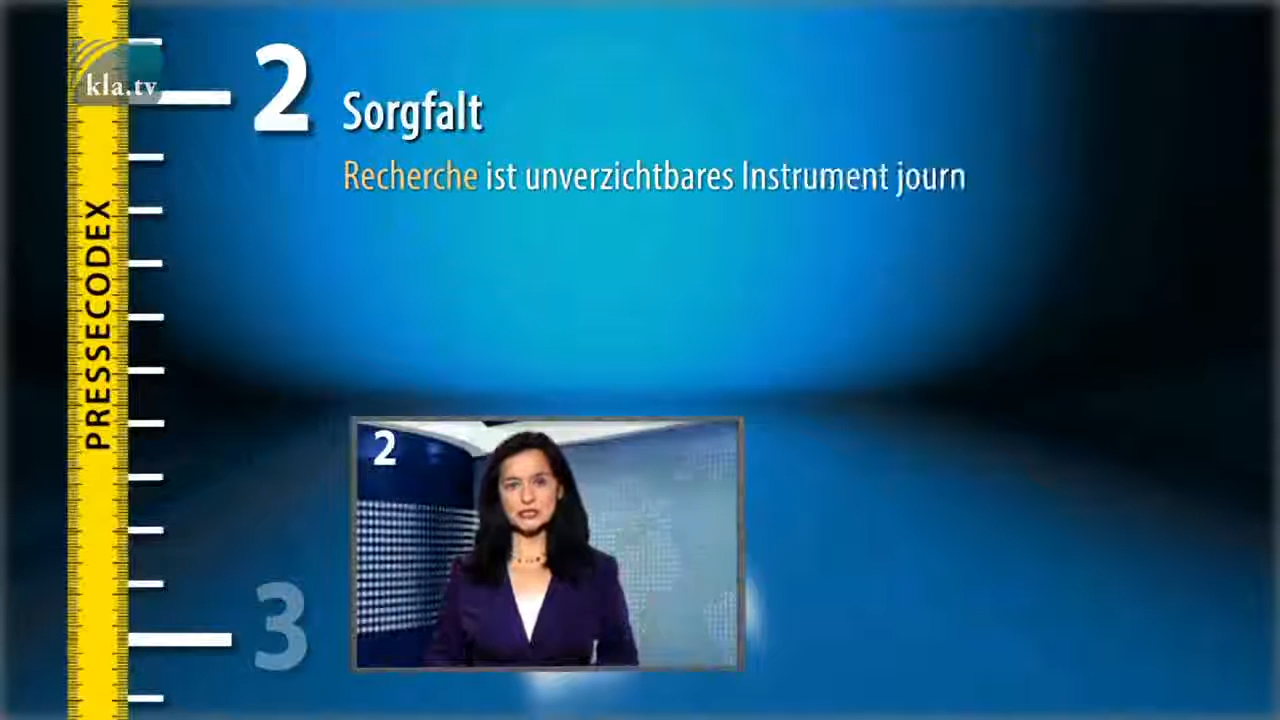 kla.tv
2
Sorgfalt
Recherche ist unverzichtbares Instrument journ
PRESSECODEX
2
3